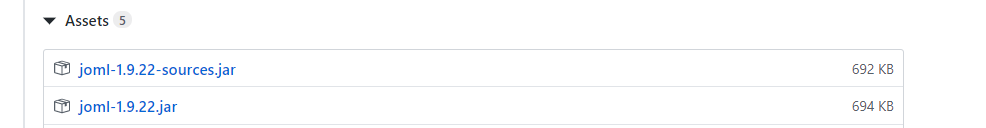 Assets 5
joml-1.9.22-sources.jar 692 KB
joml-1.9.22.jar 694 KB